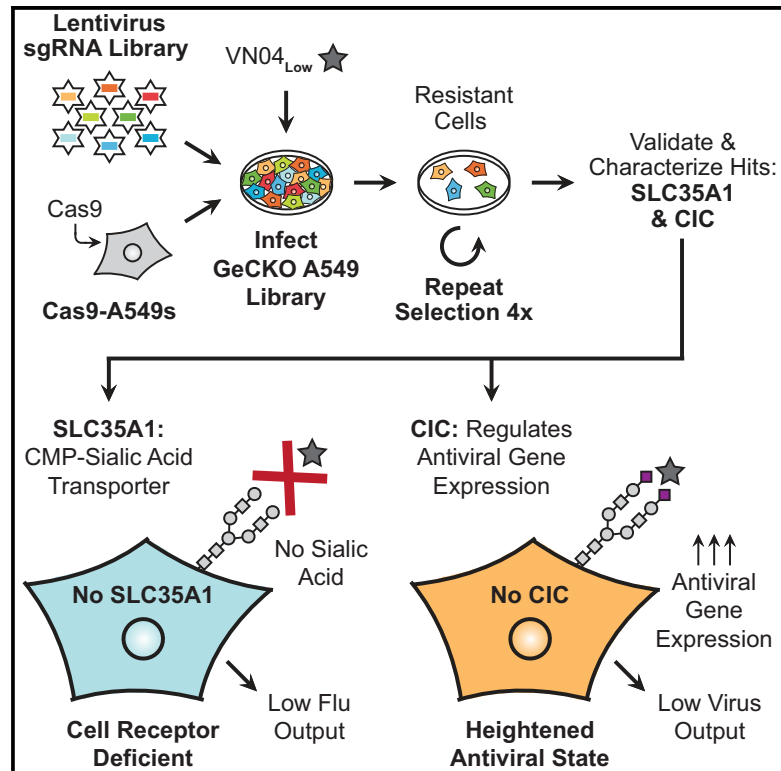 Lentivirus
sgRNA Library
VN04Low
Resistant
Cells
Validate &
Characterize Hits:
SLC35A1
& CIC
Cas9
Cas9-A549s
Infect
GeCKO A549
Library
Repeat
Selection 4x
SLC35A1:
CMP-Sialic Acid
Transporter
No Sialic
Acid
No SLC35A1
Low Flu
Output
Cell Receptor
Deficient
CIC: Regulates
Antiviral Gene
Expression
Antiviral
Gene
Expression
No CIC
Low Virus
Output
Heightened
Antiviral State